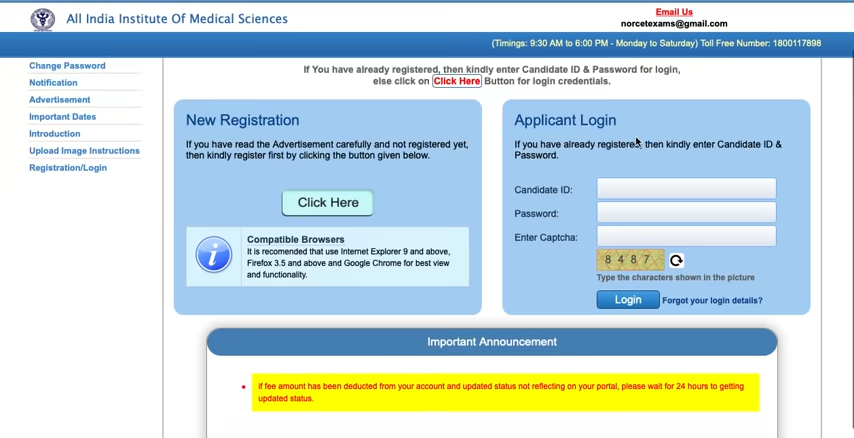 All India Institute Of Medical Sciences
Email Us
norcetexams@gmail.com
(Timings: 9:30 AM to 6:00 PM - Monday to Saturday) Toll Free Number: 1800117898
Change Password
Notification
Advertisement
Important Dates
Introduction
Upload Image Instructions
Registration/Login
If You have already registered, then kindly enter Candidate ID & Password for login,
else click on Click Here Button for login credentials.
New Registration
If you have read the Advertisement carefully and not registered yet,
then kindly register first by clicking the button given below.
Click Here
Compatible Browsers
It is recomended that use Internet Explorer 9 and above,
Firefox 3.5 and above and Google Chrome for best view
and functionality.
Applicant Login
If you have already registered, then kindly enter Candidate ID &
Password.
Candidate ID:
Password:
Enter Captcha:
8 4 8 7
Type the characters shown in the picture
Login Forgot your login details?
Important Announcement
If fee amount has been deducted from your account and updated status not reflecting on your portal, please wait for 24 hours to getting
updated status.